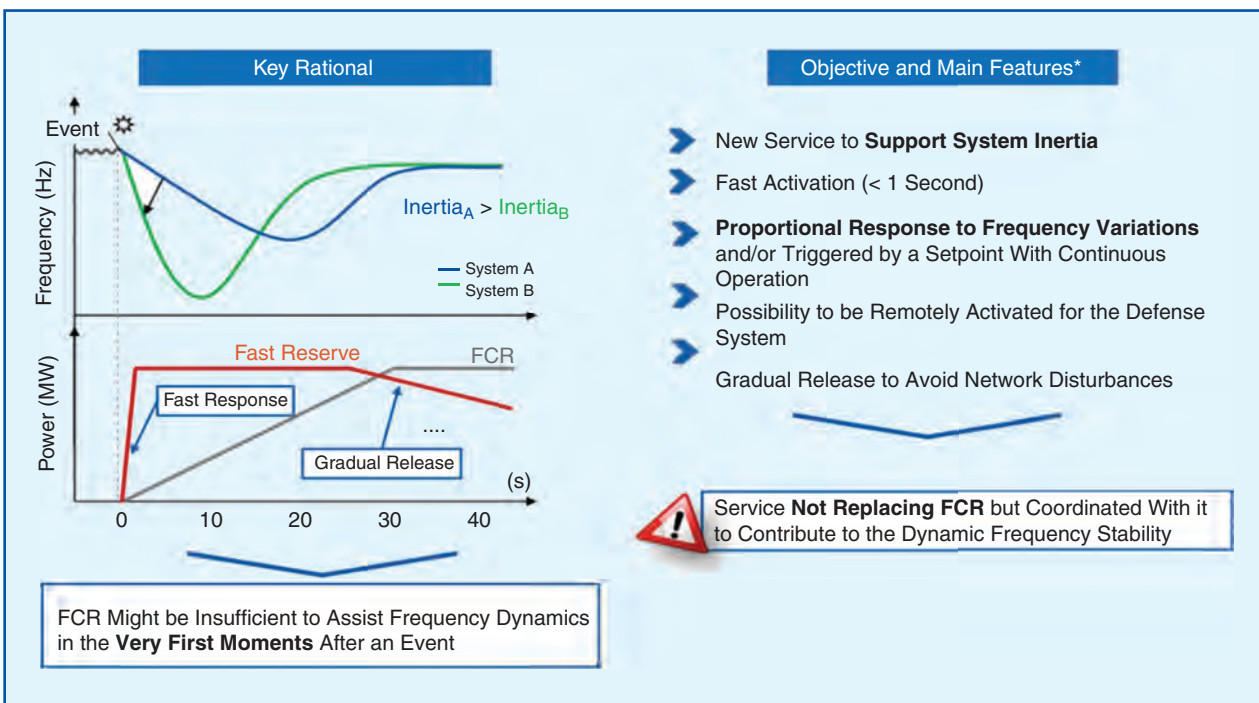 Key Rational
Event
Frequency (Hz)
InertiaA > InertiaB
System A
System B
Power (MW)
Fast Reserve
FCR
Fast Response
....
Gradual Release
(s)
0 10 20 30 40
FCR Might be Insufficient to Assist Frequency Dynamics
in the Very First Moments After an Event
Objective and Main Features*
New Service to Support System Inertia
Fast Activation (< 1 Second)
Proportional Response to Frequency Variations
and/or Triggered by a Setpoint With Continuous
Operation
Possibility to be Remotely Activated for the Defense
System
Gradual Release to Avoid Network Disturbances
!
Service Not Replacing FCR but Coordinated With it
to Contribute to the Dynamic Frequency Stability